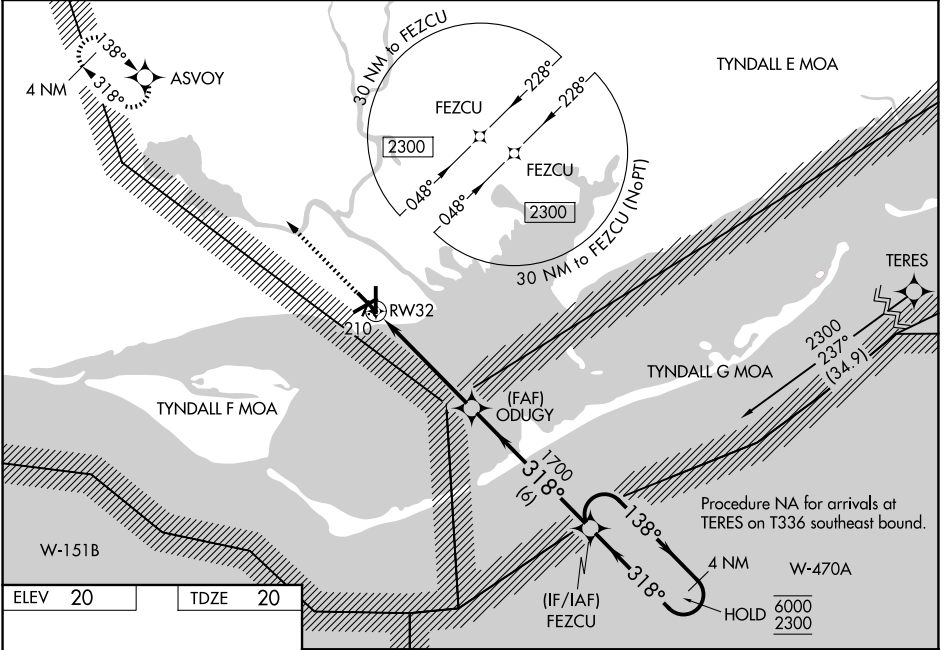 30 NM to FEZCU
TYNDALL E MOA
138°
318°
4 NM
ASVOY
228°
228°
FEZCU
2300
048°
FEZCU
048°
2300
30 NM to FEZCU (NoPT)
TERES
RW32
210
2300
237°
(34.9)
TYNDALL G MOA
TYNDALL F MOA
(FAF)
ODUGY
1700
318°
(6)
Procedure NA for arrivals at
TERES on T336 southeast bound.
138°
318°
4 NM
W-151B
W-470A
(IF/IAF)
FEZCU
HOLD
6000
2300
ELEV 20
TDZE 20